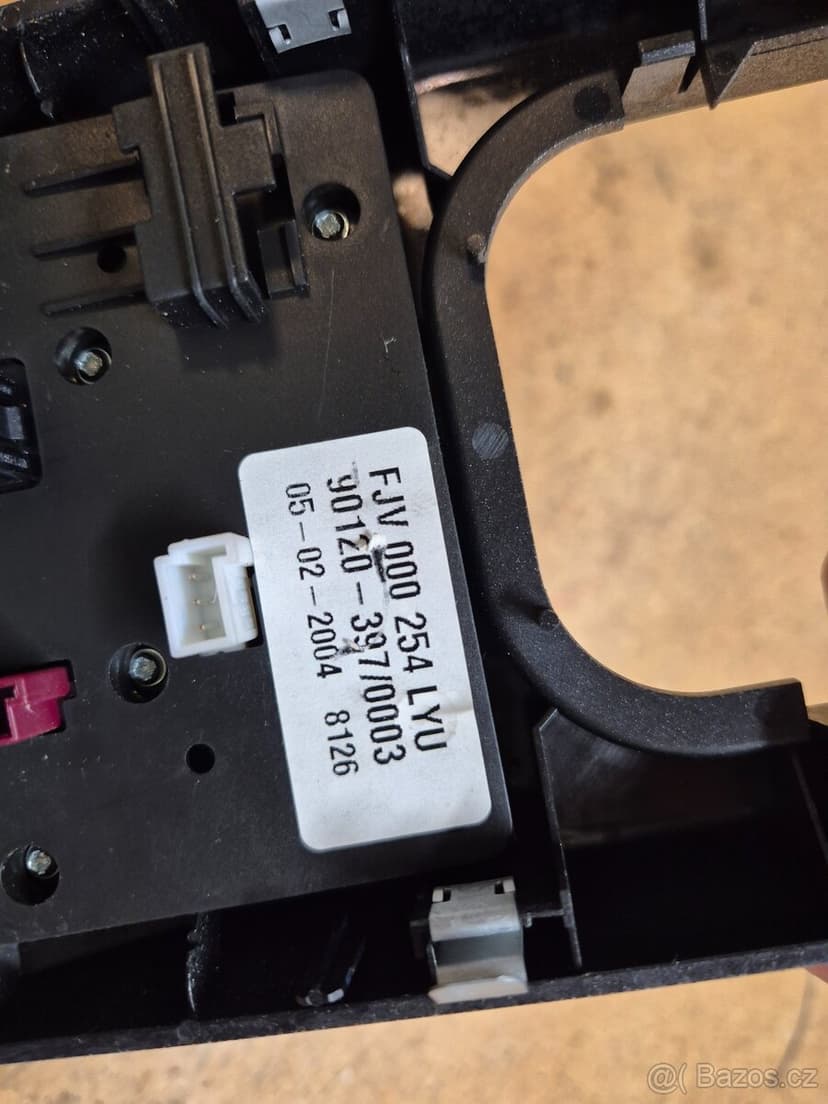 FJV 000 254 LYU
90120-397/0003
05-02-2004 8126
@( Bazos.cz